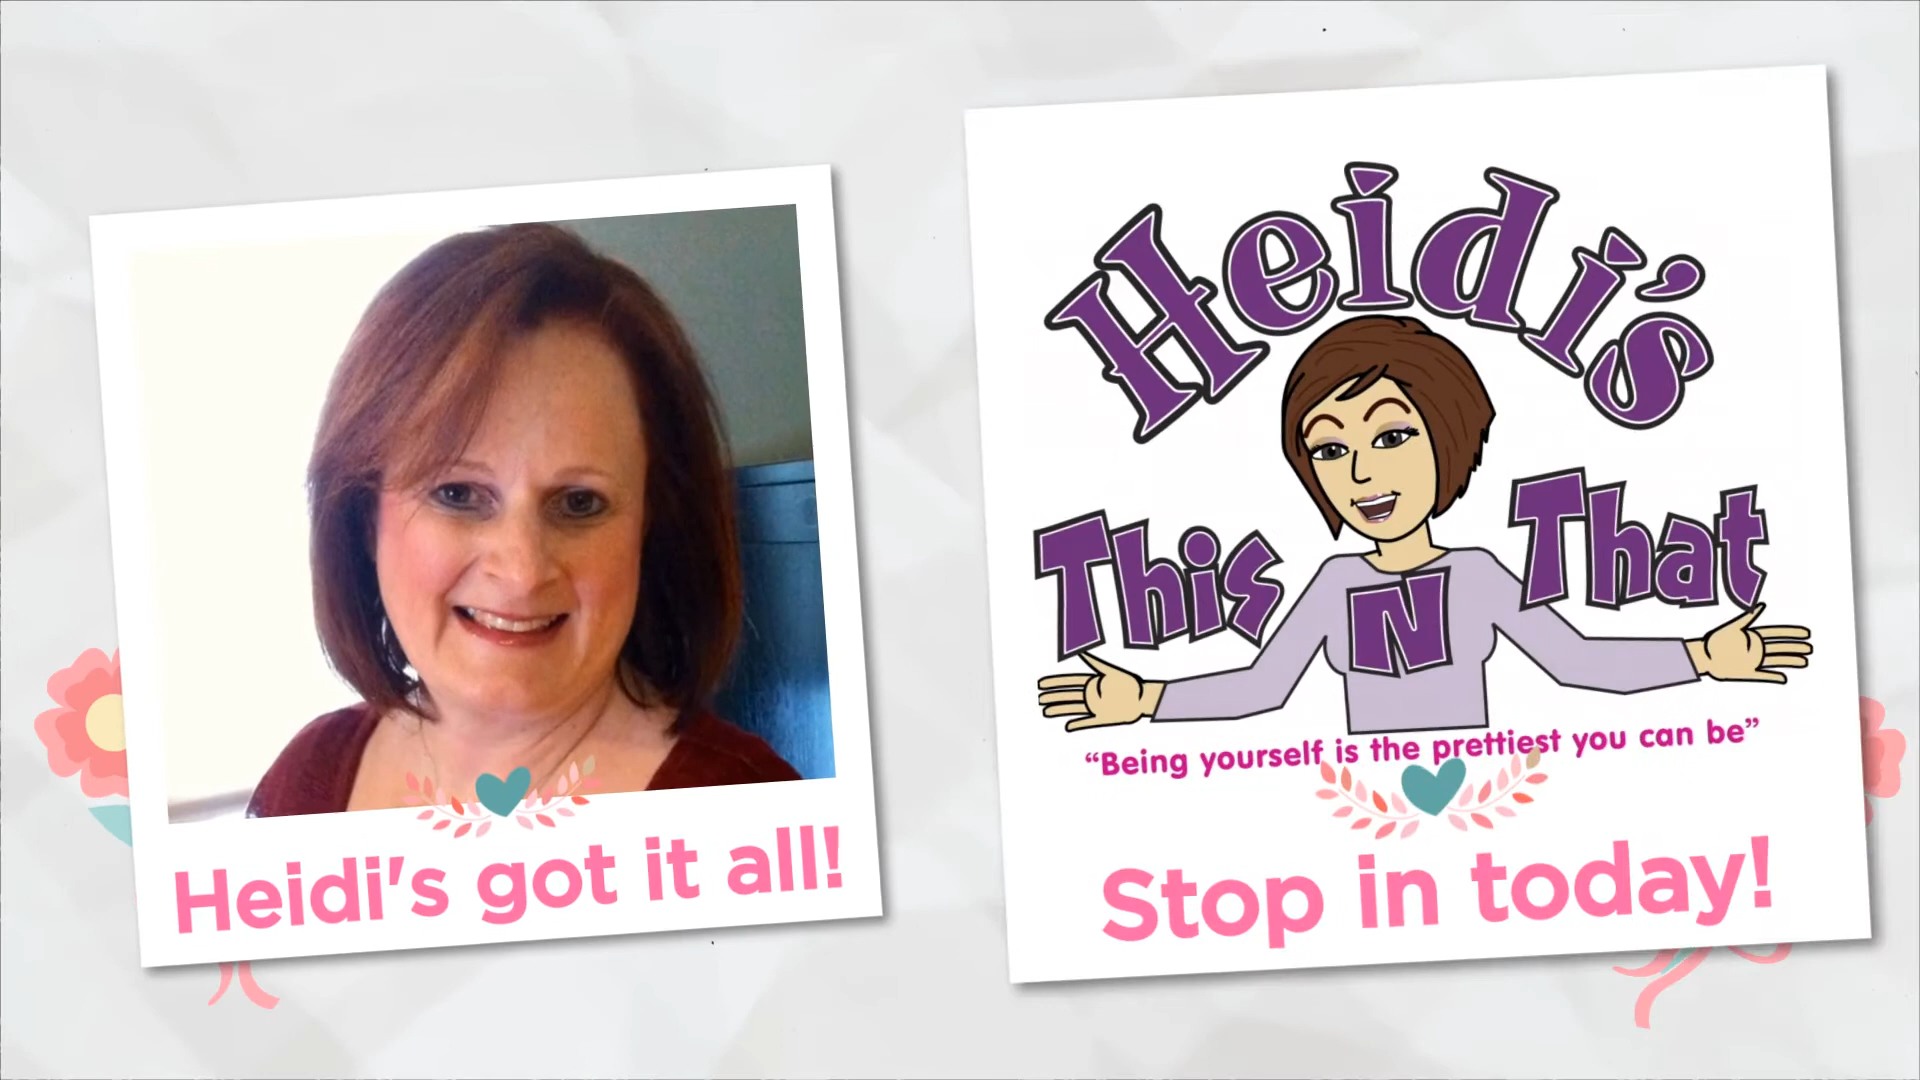 Heidi's got it all!
Heidi's
This N That
“Being yourself is the prettiest you can be”
Stop in today!